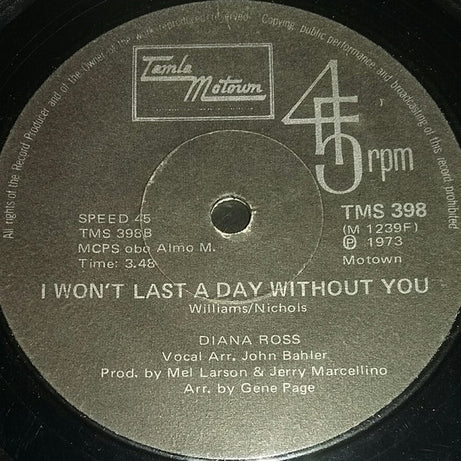 All rights of the Record Producer and of the Owner of the work reproduced reserved. Copying, public performance and broadcasting of this record prohibited
Tamla
Motown
45
rpm
SPEED 45
TMS 398B
MCPS obo Almo M.
Time: 3.48
TMS 398
(M 1239F)
Ⓟ 1973
Motown
I WON'T LAST A DAY WITHOUT YOU
Williams/Nichols
DIANA ROSS
Vocal Arr. John Bahler
Prod. by Mel Larson & Jerry Marcellino
Arr. by Gene Page